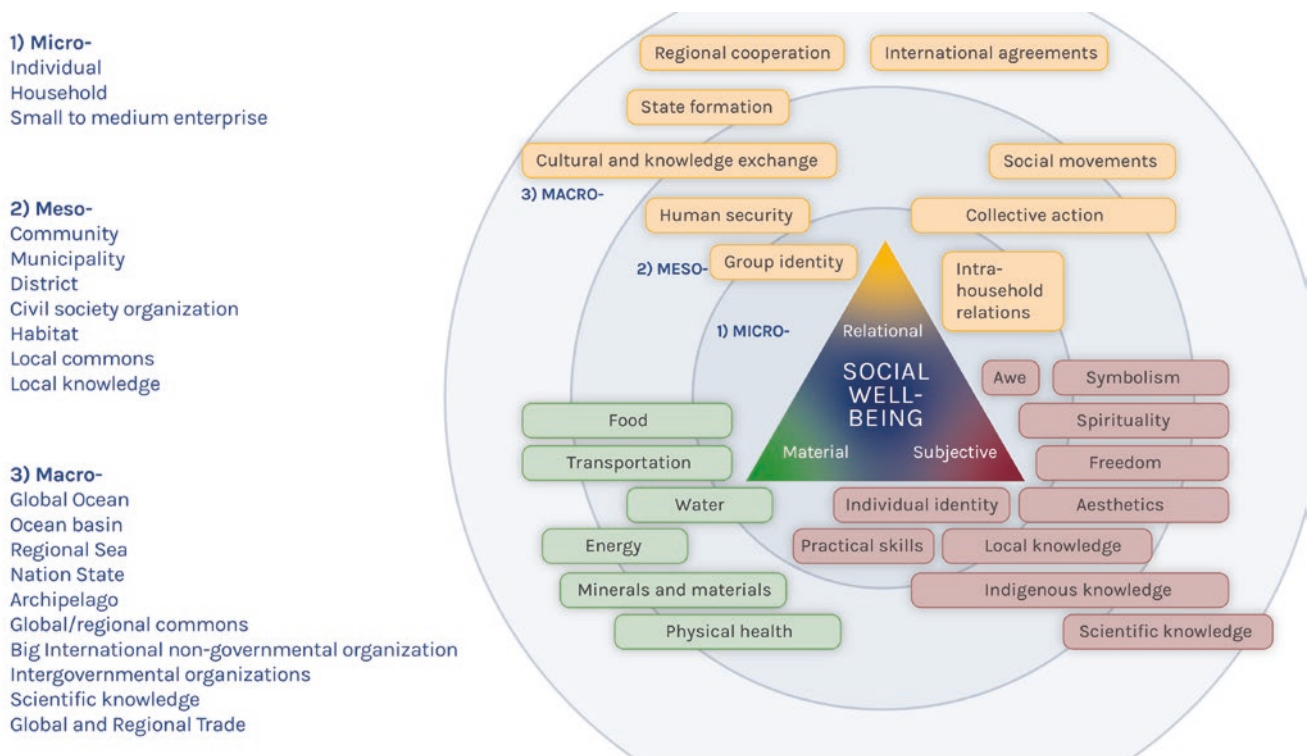 1) Micro-
Individual
Household
Small to medium enterprise
2) Meso-
Community
Municipality
District
Civil society organization
Habitat
Local commons
Local knowledge
3) Macro-
Global Ocean
Ocean basin
Regional Sea
Nation State
Archipelago
Global/regional commons
Big International non-governmental organization
Intergovernmental organizations
Scientific knowledge
Global and Regional Trade
Regional cooperation
International agreements
State formation
Cultural and knowledge exchange
Social movements
3) MACRO-
Human security
Collective action
2) MESO-
Group identity
Intra-
household
relations
1) MICRO-
Relational
SOCIAL
WELL-
BEING
Material
Subjective
Awe
Symbolism
Food
Spirituality
Transportation
Freedom
Water
Individual identity
Aesthetics
Energy
Practical skills
Local knowledge
Minerals and materials
Indigenous knowledge
Physical health
Scientific knowledge